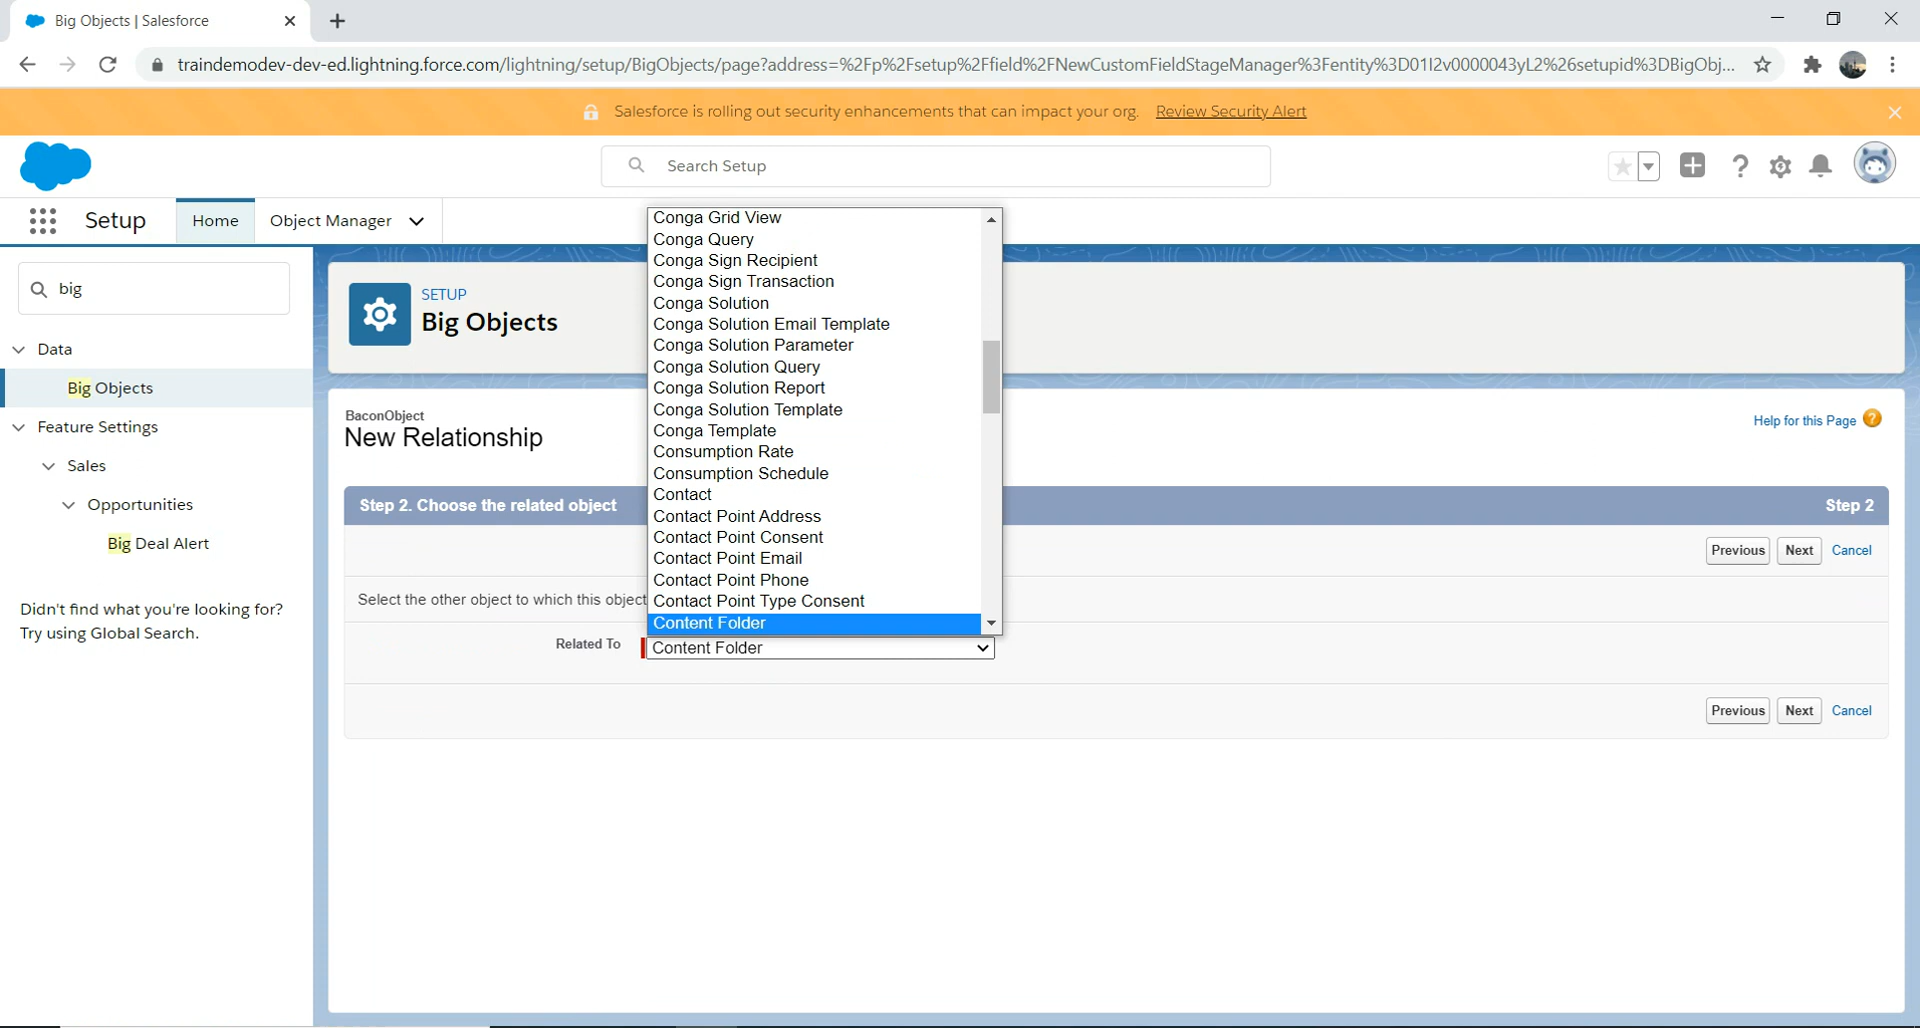 Big Objects | Salesforce
traindemodev-dev-ed.lightning.force.com/lightning/setup/BigObjects/page?address=%2Fp%2Fsetup%2Ffield%2FNewCustomFieldStageManager%3Fentity%3D01I2v0000043yL2%26setupid%3DBigObj...
Salesforce is rolling out security enhancements that can impact your org. Review Security Alert
Search Setup
Setup
Home
Object Manager
big
Data
Big Objects
Feature Settings
Sales
Opportunities
Big Deal Alert
Didn't find what you're looking for?
Try using Global Search.
SETUP
Big Objects
BaconObject
New Relationship
Help for this Page
Step 2. Choose the related object
Step 2
Previous Next Cancel
Select the other object to which this object
Conga Grid View
Conga Query
Conga Sign Recipient
Conga Sign Transaction
Conga Solution
Conga Solution Email Template
Conga Solution Parameter
Conga Solution Query
Conga Solution Report
Conga Solution Template
Conga Template
Consumption Rate
Consumption Schedule
Contact
Contact Point Address
Contact Point Consent
Contact Point Email
Contact Point Phone
Contact Point Type Consent
Content Folder
Related To
Content Folder
Previous Next Cancel